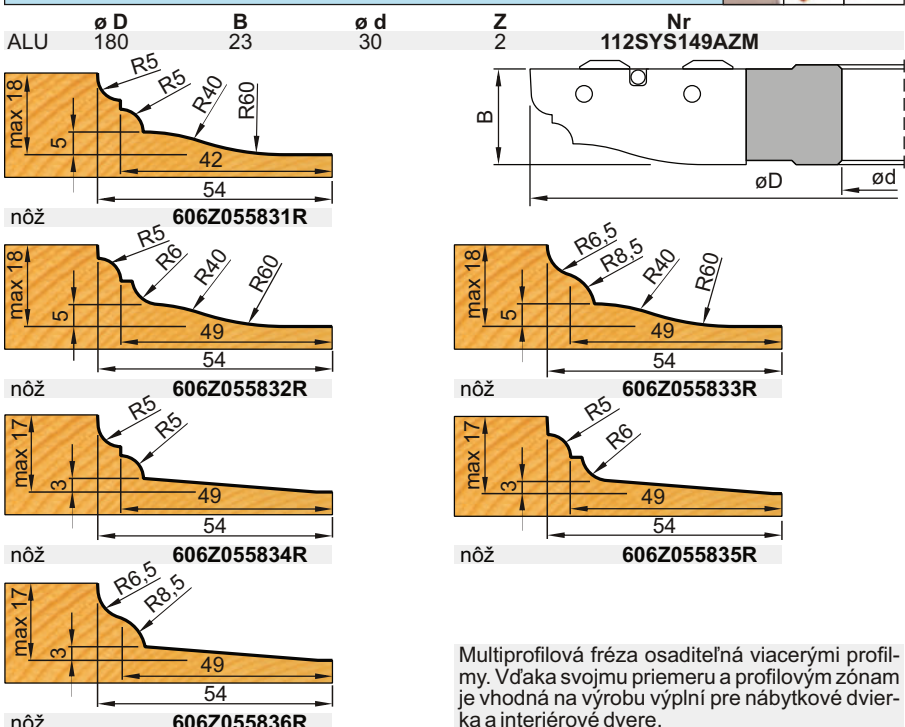 ø D B ø d Z Nr
ALU 180 23 30 2 112SYS149AZM
max 18 5 R5 R5 R40 R60 42 54
nôž 606Z055831R
B øD ød
max 18 5 R5 R6 R40 R60 49 54
nôž 606Z055832R
max 18 5 R6,5 R8,5 R40 R60 49 54
nôž 606Z055833R
max 17 3 R5 R5 49 54
nôž 606Z055834R
max 17 3 R5 R6 49 54
nôž 606Z055835R
max 17 3 R6,5 R8,5 49 54
nôž 606Z055836R
Multiprofilová fréza osaditeľná viacerými profil-
my. Vďaka svojmu priemeru a profilovým zónam
je vhodná na výrobu výplní pre nábytkové dvier-
ka a interiérové dvere.